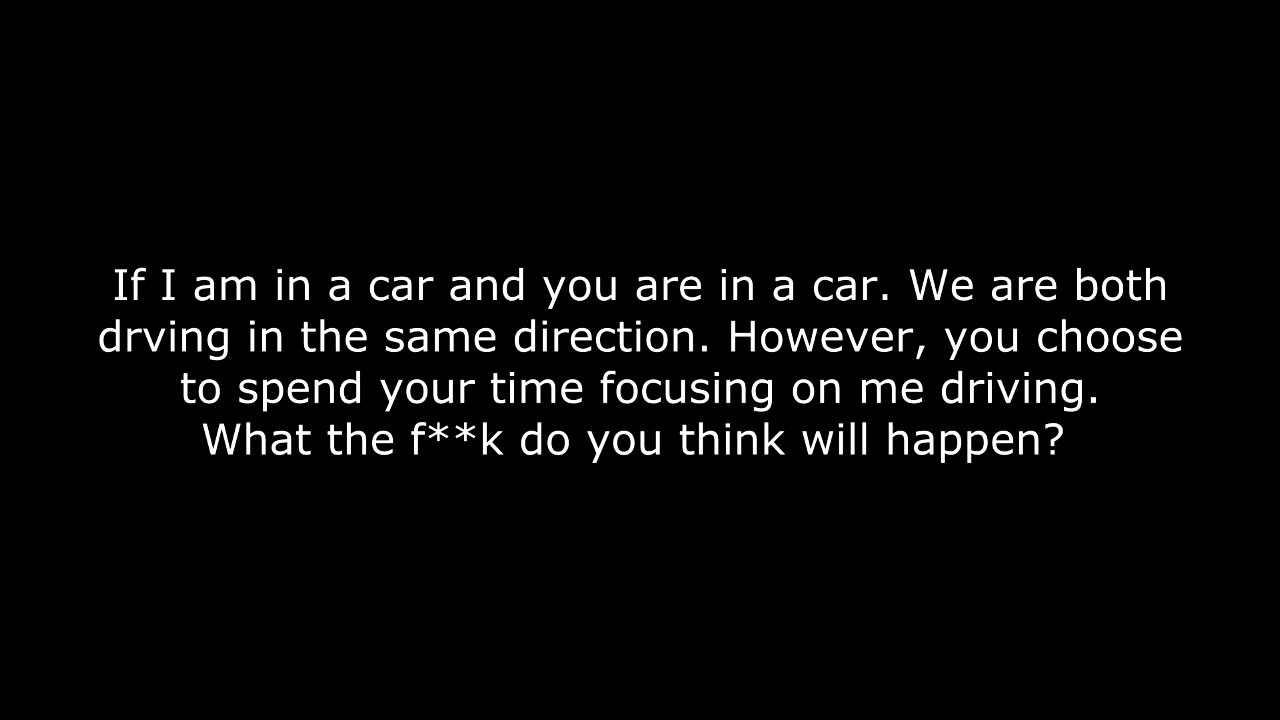 If I am in a car and you are in a car. We are both
drving in the same direction. However, you choose
to spend your time focusing on me driving.
What the f**k do you think will happen?